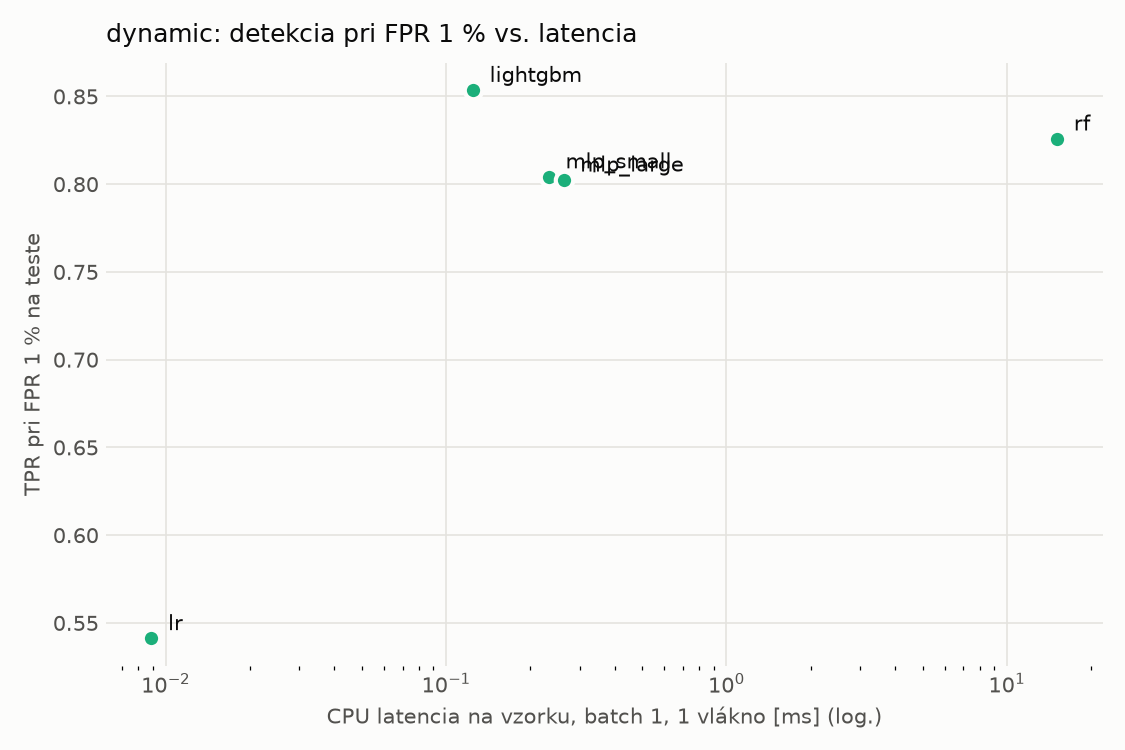 dynamic: detekcia pri FPR 1 % vs. latencia
lightgbm
rf
mlp_small
mlp_large
lr
TPR pri FPR 1 % na teste
0.85
0.80
0.75
0.70
0.65
0.60
0.55
10⁻²
10⁻¹
10⁰
10¹
CPU latencia na vzorku, batch 1, 1 vlákno [ms] (log.)